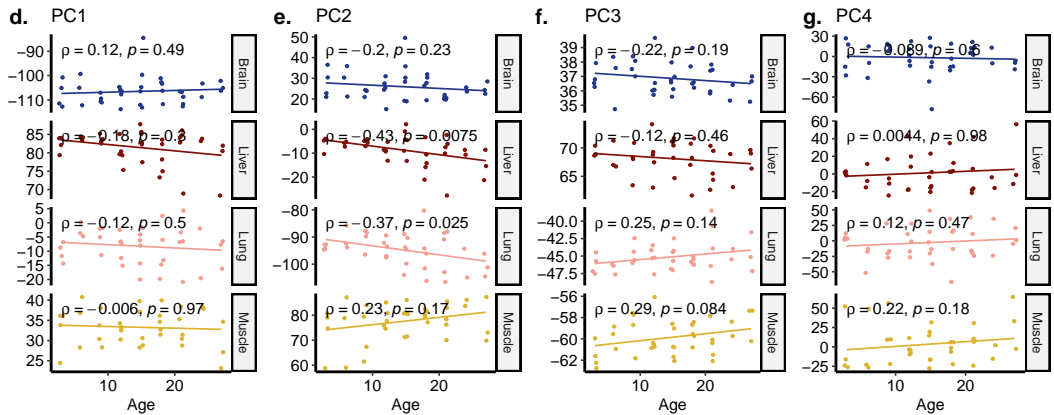 d. PC1
−90
−100
−110
ρ = 0.12, p = 0.49
Brain
85
80
75
70
ρ = −0.18, p = 0.3
Liver
5
0
−5
−10
−15
−20
ρ = −0.12, p = 0.5
Lung
40
35
30
25
ρ = −0.006, p = 0.97
Muscle
10
20
Age
e. PC2
50
40
30
20
ρ = −0.2, p = 0.23
Brain
0
−10
−20
ρ = −0.43, p = 0.0075
Liver
−80
−90
−100
ρ = −0.37, p = 0.025
Lung
80
70
60
ρ = 0.23, p = 0.17
Muscle
10
20
Age
f. PC3
39
38
37
36
35
ρ = −0.22, p = 0.19
Brain
70
65
ρ = −0.12, p = 0.46
Liver
−40.0
−42.5
−45.0
−47.5
ρ = 0.25, p = 0.14
Lung
−56
−58
−60
−62
ρ = 0.29, p = 0.084
Muscle
10
20
Age
g. PC4
30
0
−30
−60
ρ = −0.089, p = 0.6
Brain
60
40
20
0
−20
ρ = 0.0044, p = 0.98
Liver
50
25
0
−25
−50
ρ = 0.12, p = 0.47
Lung
50
25
0
−25
ρ = 0.22, p = 0.18
Muscle
10
20
Age